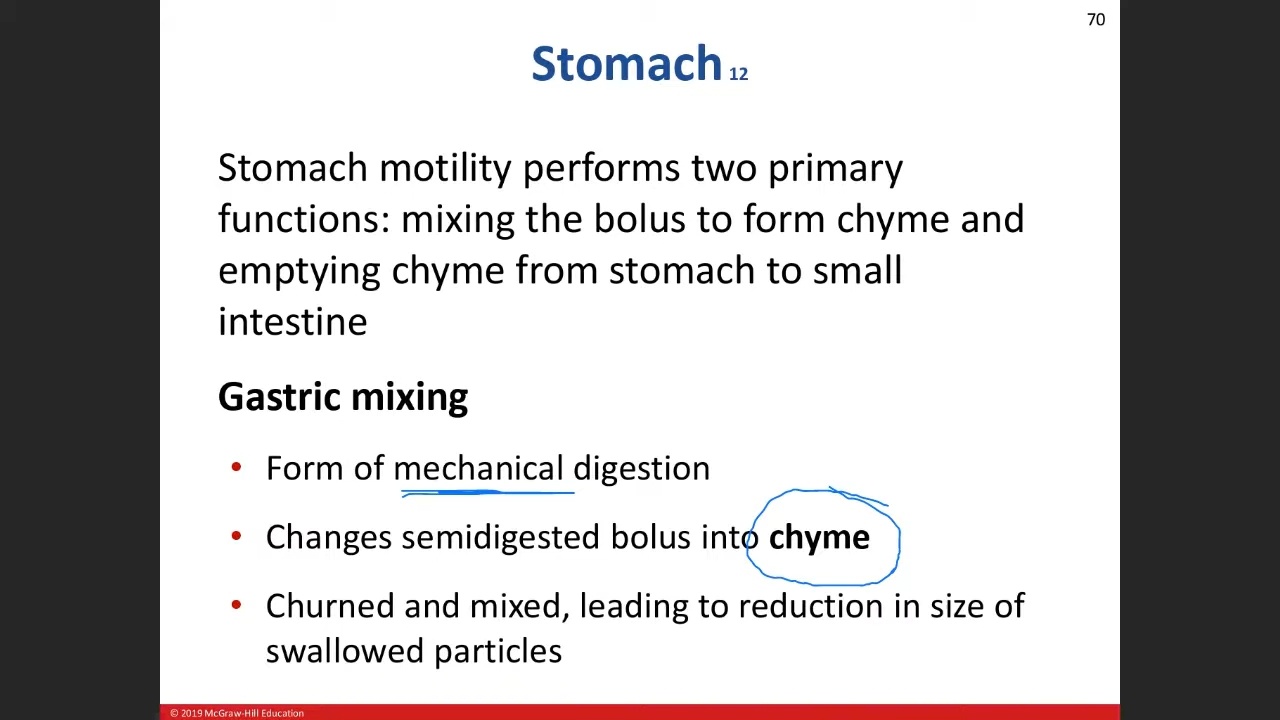 70
Stomach 12
Stomach motility performs two primary
functions: mixing the bolus to form chyme and
emptying chyme from stomach to small
intestine
Gastric mixing
• Form of mechanical digestion
• Changes semidigested bolus into chyme
• Churned and mixed, leading to reduction in size of
swallowed particles
© 2019 McGraw-Hill Education